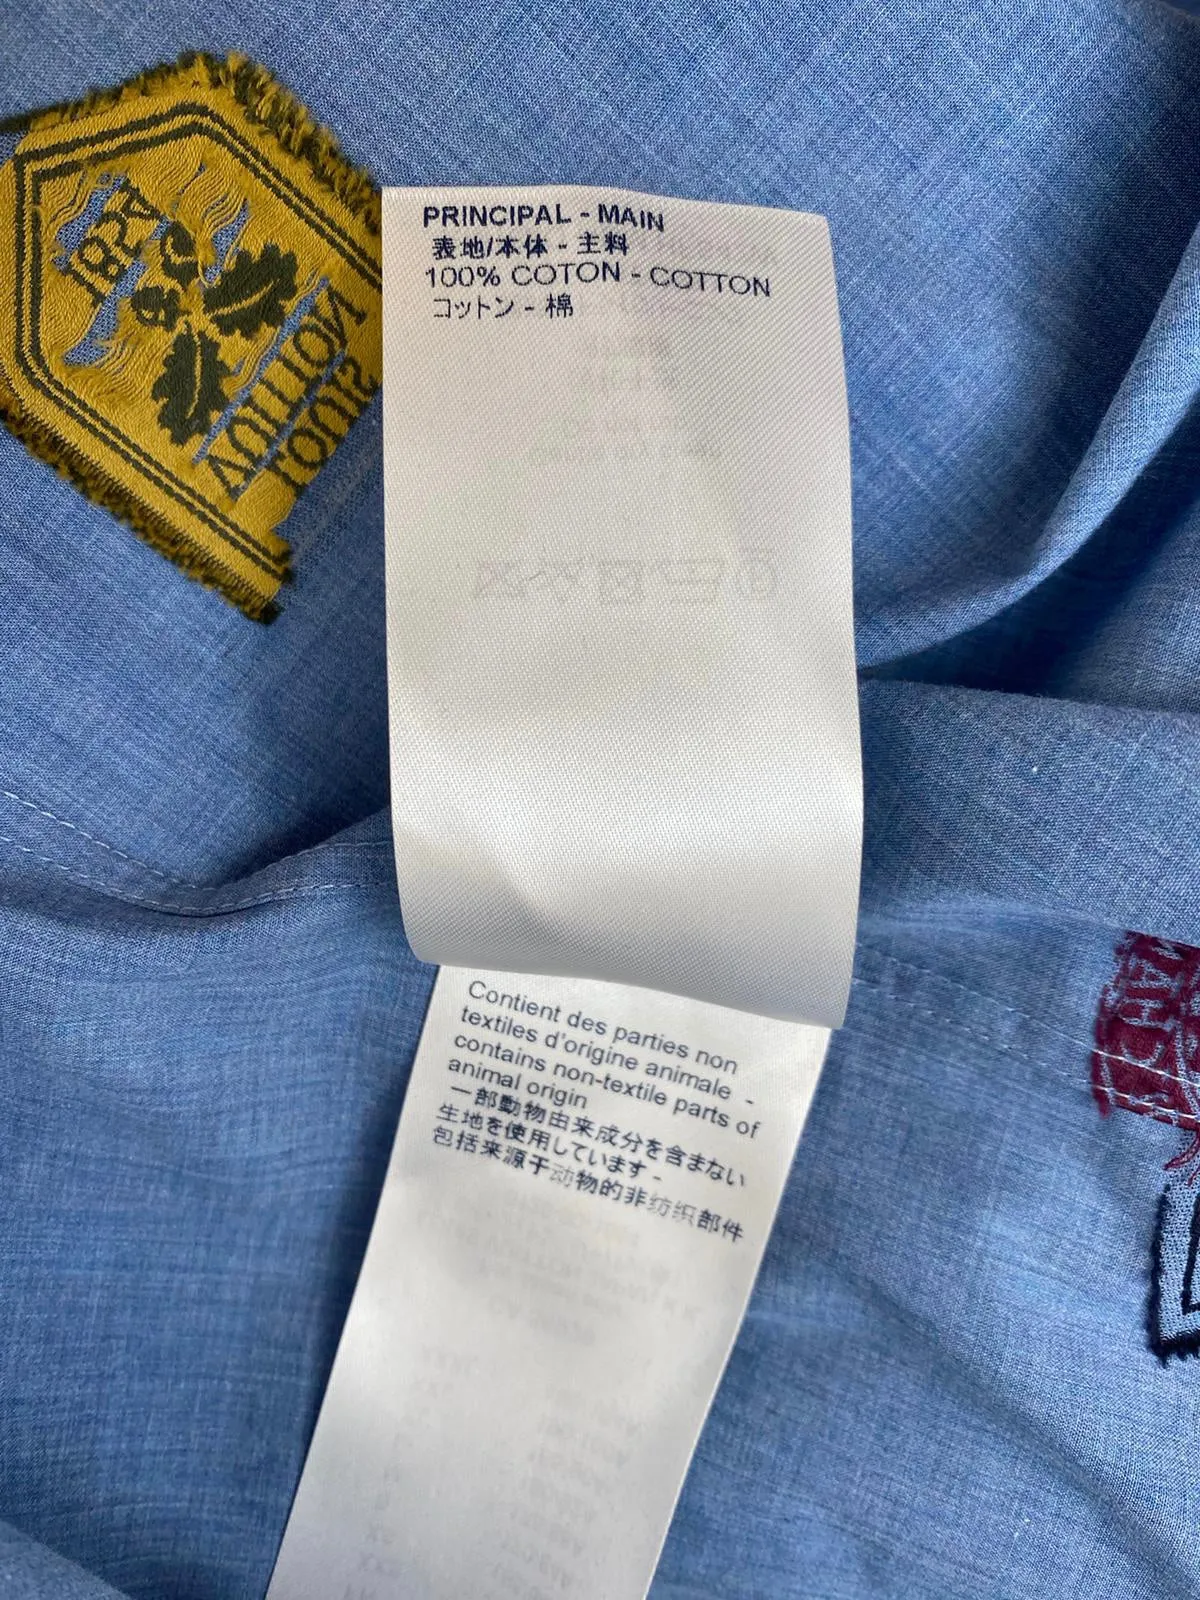 PRINCIPAL - MAIN
表地/本体 - 主料
100% COTON - COTTON
コットン - 棉
1854
VUITTON
LOUIS
Contient des parties non
textiles d'origine animale -
contains non-textile parts of
animal origin
一部動物由来成分を含まない
生地を使用しています -
包括来源于动物的非纺织部件